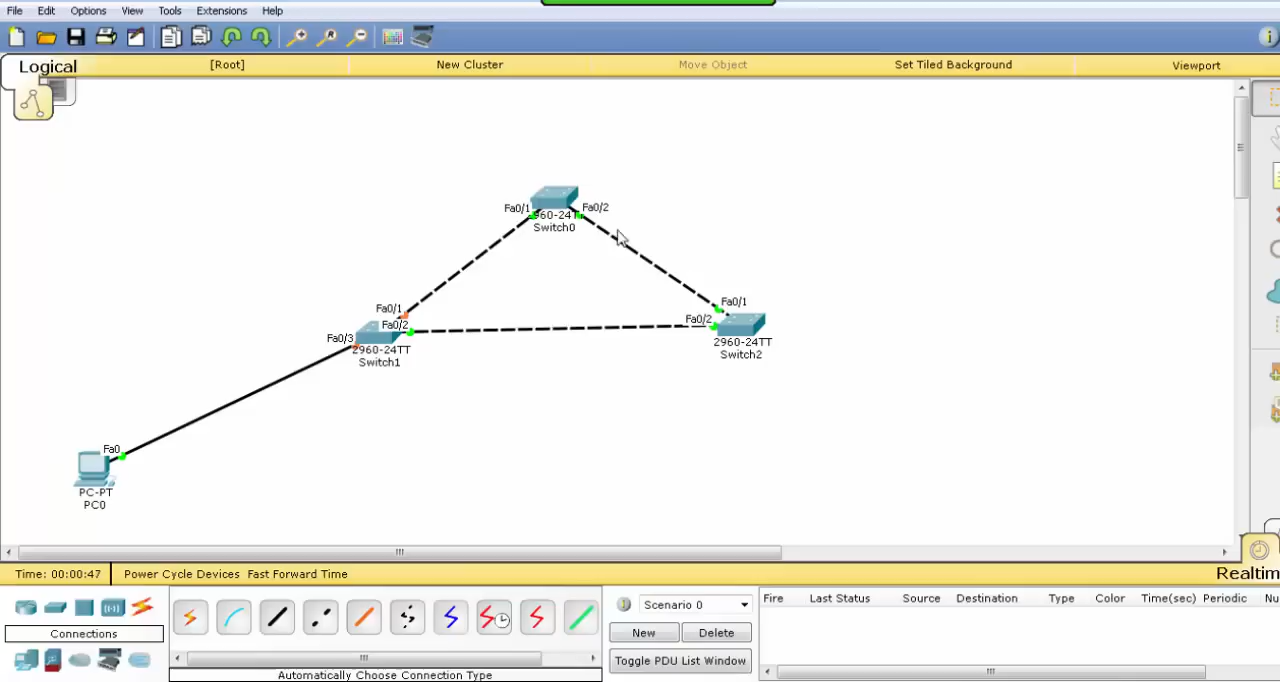 File Edit Options View Tools Extensions Help
Logical [Root] New Cluster Move Object Set Tiled Background Viewport
Fa0/1 Fa0/2
2960-24TT
Switch0
Fa0/1
Fa0/2
Fa0/3
2960-24TT
Switch1
Fa0/1
Fa0/2
2960-24TT
Switch2
Fa0
PC-PT
PC0
Time: 00:00:47 Power Cycle Devices Fast Forward Time Realtim
Connections
Automatically Choose Connection Type
Scenario 0
New Delete
Toggle PDU List Window
Fire Last Status Source Destination Type Color Time(sec) Periodic Nu